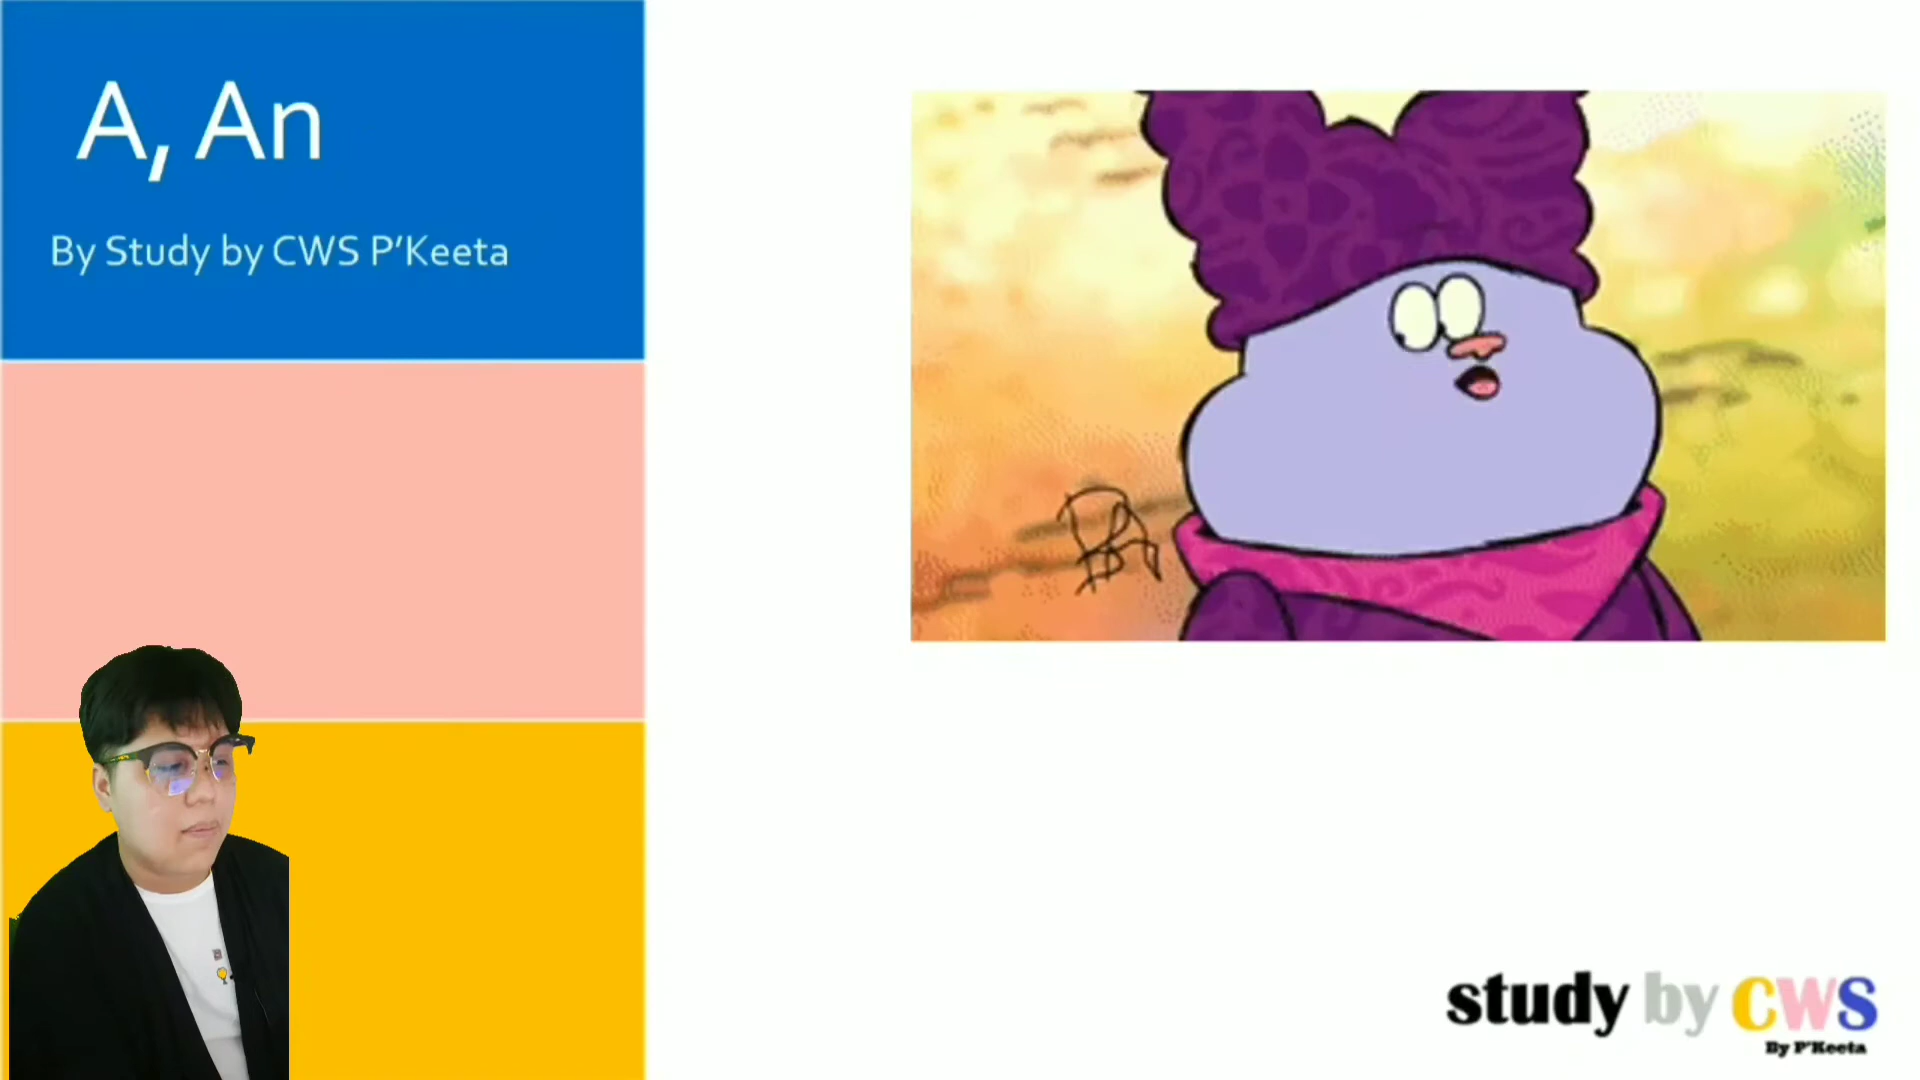 A, An
By Study by CWS P’Keeta
study by CWS
By P'Keeta